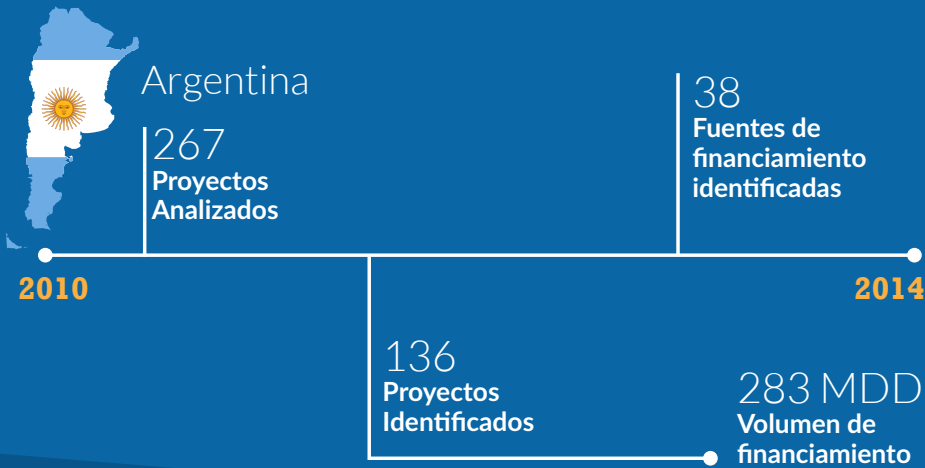 Argentina
267
Proyectos
Analizados
38
Fuentes de
financiamiento
identificadas
2010
2014
136
Proyectos
Identificados
283 MDD
Volumen de
financiamiento